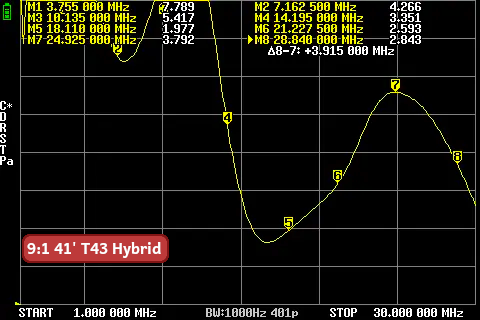 M1 3.755 000 MHz 7.789 M2 7.162 500 MHz 4.266
M3 10.135 000 MHz 5.417 M4 14.195 000 MHz 3.351
M5 18.110 000 MHz 1.977 M6 21.227 500 MHz 2.593
M7 24.925 000 MHz 3.990 M8 28.840 000 MHz 2.843
Δ8-7: +3.915 000 MHz
2
7
C*
D
R
S
T
Pa
4
8
6
5
9:1 41' T43 Hybrid
START 1.000 000 MHz BW:1000Hz 401p STOP 30.000 000 MHz